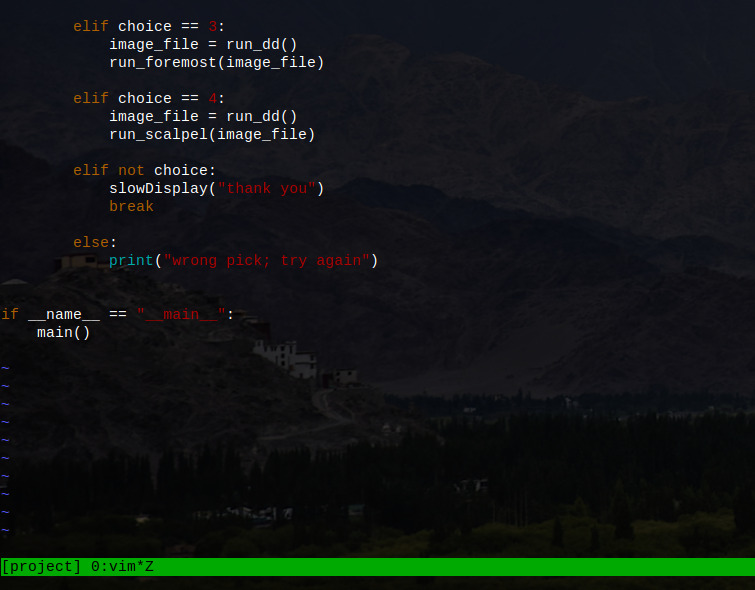 elif choice == 3:
            image_file = run_dd()
            run_foremost(image_file)

        elif choice == 4:
            image_file = run_dd()
            run_scalpel(image_file)

        elif not choice:
            slowDisplay("thank you")
            break

        else:
            print("wrong pick; try again")


if __name__ == "__main__":
    main()

~
~
~
~
~
~
~
~
~
~

[project] 0:vim*Z